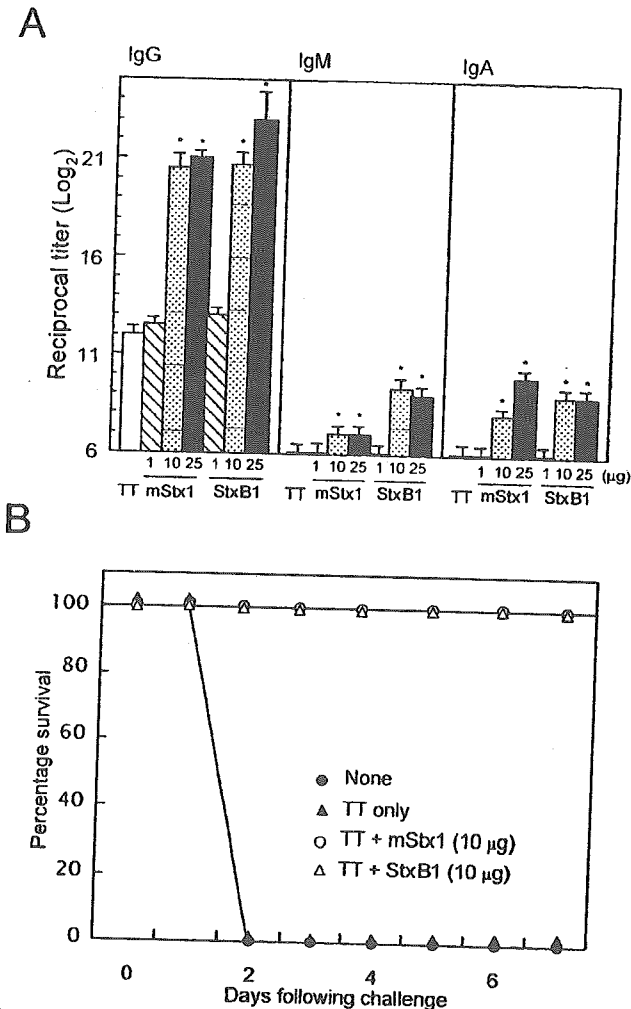 A
IgG
IgM
IgA
Reciprocal titer (Log2)
21
16
11
6
1 10 25
1 10 25
1 10 25
1 10 25
1 10 25
1 10 25
(μg)
TT mStx1 StxB1
TT mStx1 StxB1
TT mStx1 StxB1
B
Percentage survival
100
80
60
40
20
0
None
TT only
TT + mStx1 (10 μg)
TT + StxB1 (10 μg)
0 2 4 6
Days following challenge